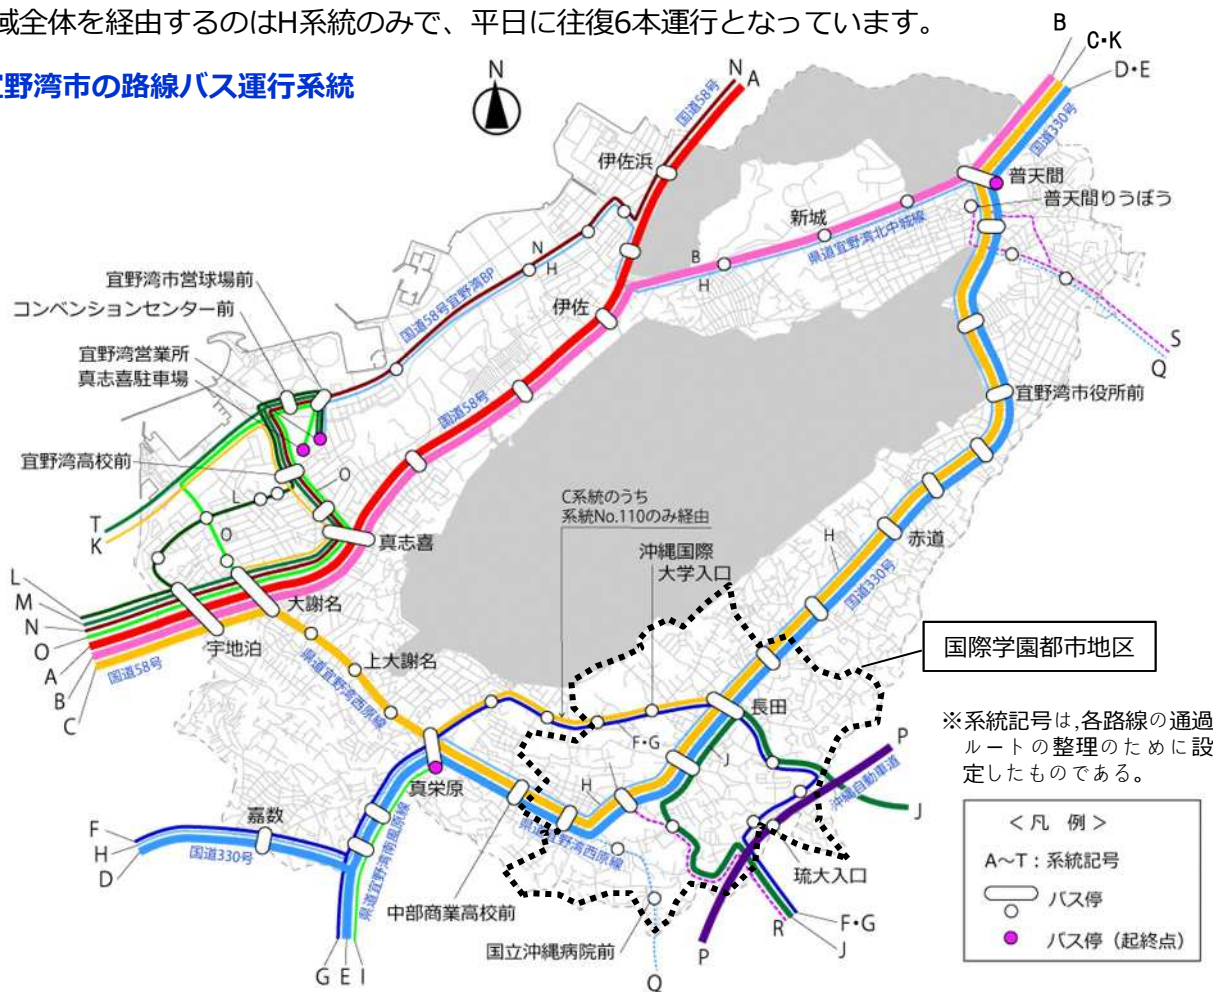 域全体を経由するのはH系統のみで、平日に往復6本運行となっています。
宜野湾市の路線バス運行系統
N
N
A
B
C・K
D・E
国道58号
国道330号
伊佐浜
普天間
普天間りうぼう
新城
県道宜野湾北中城線
N
H
B
H
宜野湾市営球場前
コンベンションセンター前
国道58号宜野湾BP
伊佐
宜野湾営業所
真志喜駐車場
S
Q
国道58号
宜野湾市役所前
宜野湾高校前
L
O
O
C系統のうち
系統No.110のみ経由
T
K
真志喜
沖縄国際
大学入口
H
赤道
国道330号
L
M
N
O
A
B
C
大謝名
宇地泊
国道58号
国際学園都市地区
上大謝名
県道宜野湾西原線
長田
F・G
J
P
※系統記号は,各路線の通過
ルートの整理のために設
定したものである。
沖縄自動車道
真栄原
H
J
嘉数
F
H
D
国道330号
県道宜野湾南風原線
県道宜野湾西原線
琉大入口
中部商業高校前
国立沖縄病院前
F・G
R
J
P
Q
G
E
I
＜凡 例＞
A～T：系統記号
バス停
バス停（起終点）